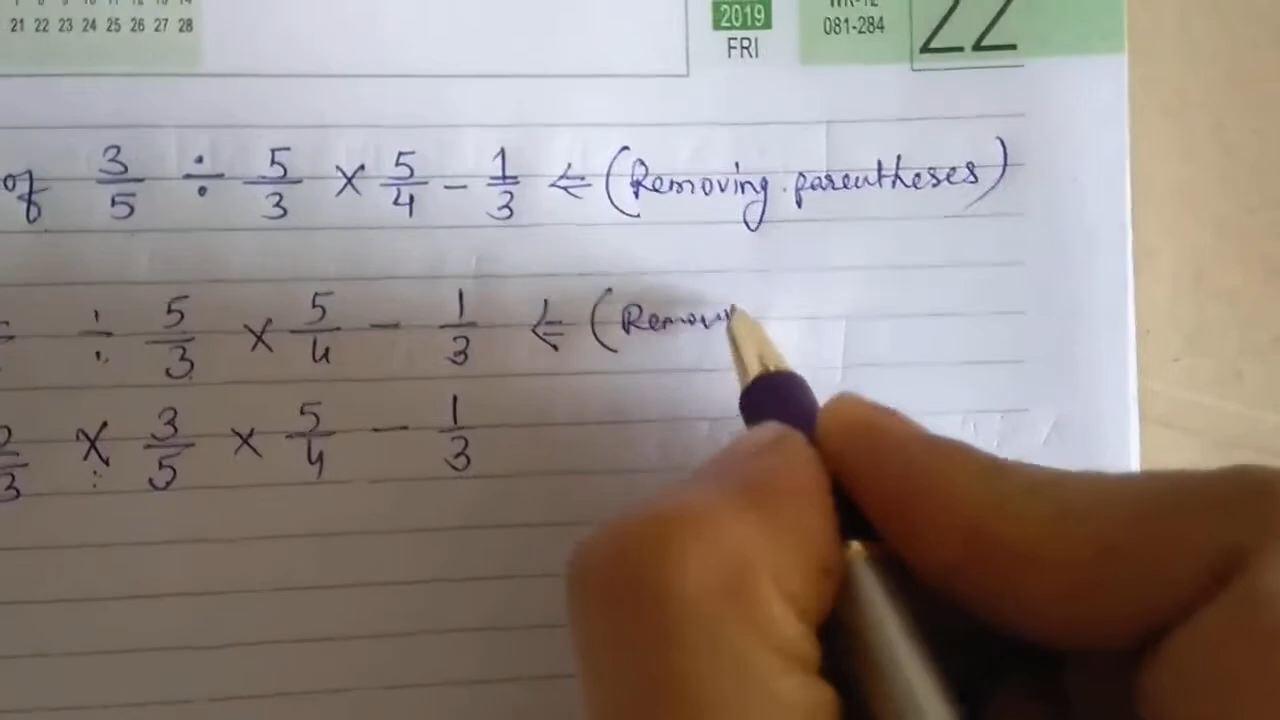 21 22 23 24 25 26 27 28
2019
FRI
081-284
22
of 3/5 ÷ 5/3 × 5/4 - 1/3 ⇐ (Removing parentheses)
÷ 5/3 × 5/4 - 1/3 ⇐ (Remov
× 3/5 × 5/4 - 1/3